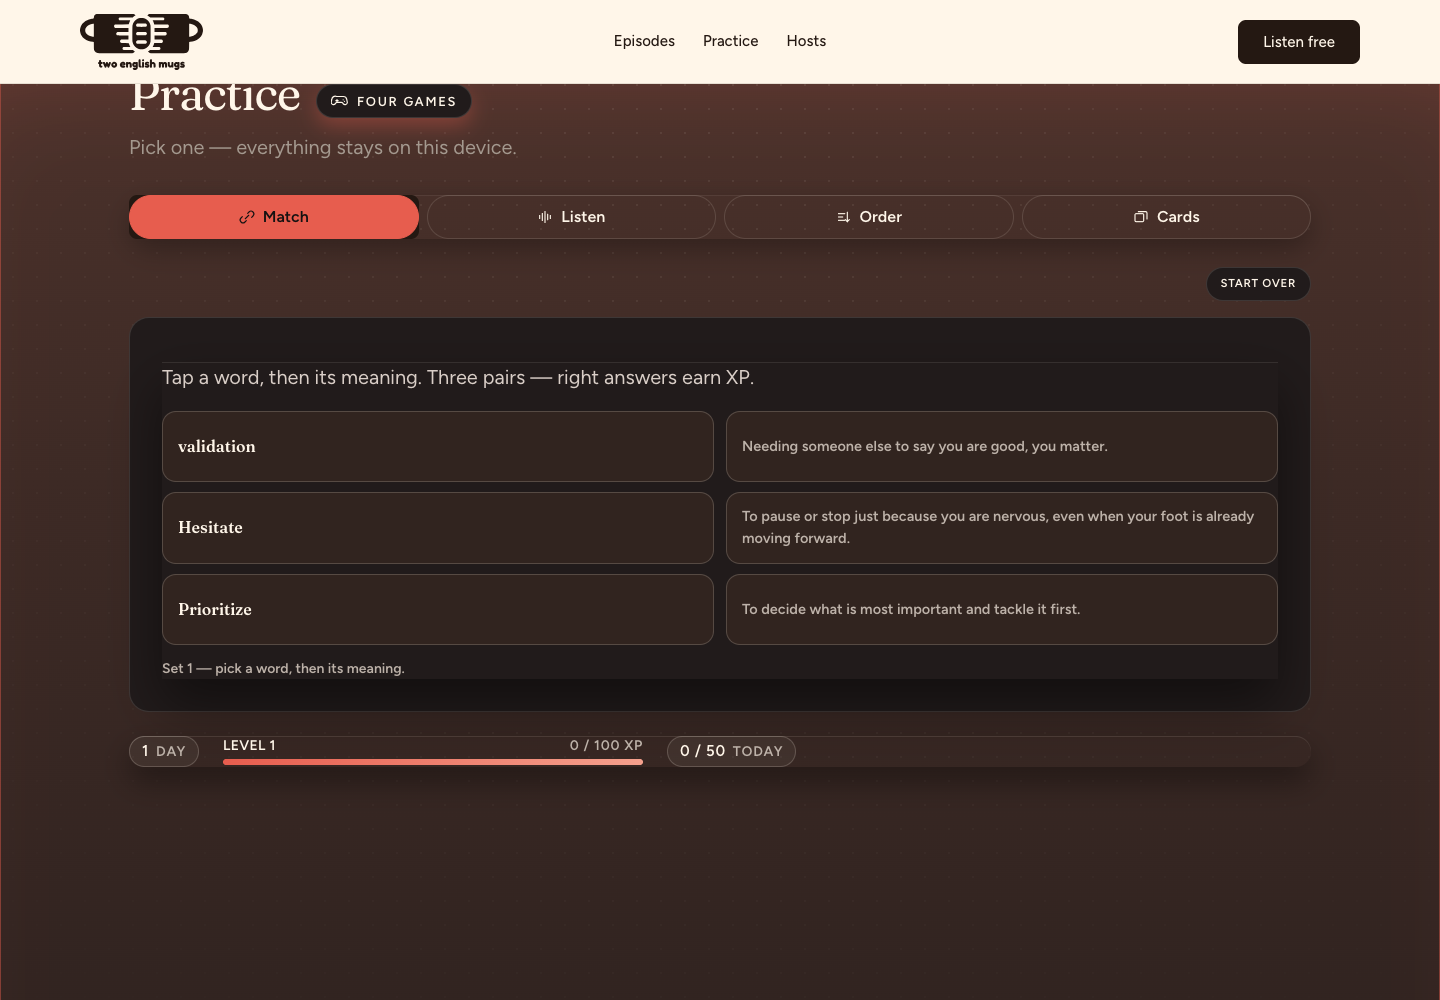 two english mugs
Episodes
Practice
Hosts
Listen free
Practice
FOUR GAMES
Pick one — everything stays on this device.
Match
Listen
Order
Cards
START OVER
Tap a word, then its meaning. Three pairs — right answers earn XP.
validation
Needing someone else to say you are good, you matter.
Hesitate
To pause or stop just because you are nervous, even when your foot is already
moving forward.
Prioritize
To decide what is most important and tackle it first.
Set 1 — pick a word, then its meaning.
1 DAY
LEVEL 1
0 / 100 XP
0 / 50 TODAY